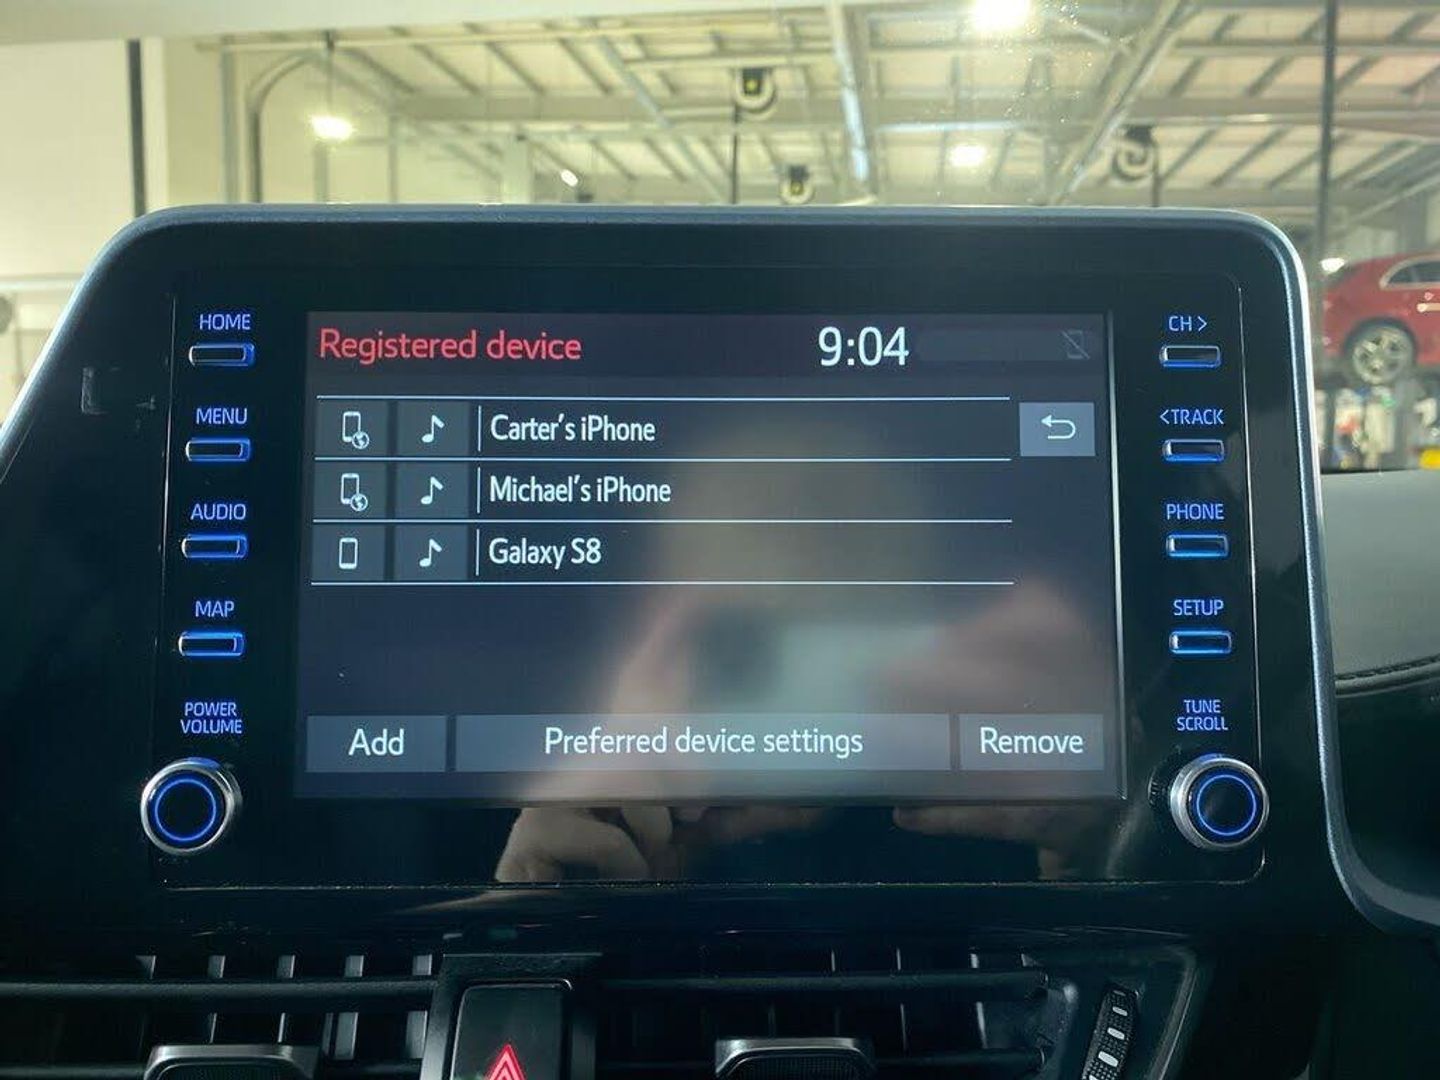 HOME
MENU
AUDIO
MAP
POWER
VOLUME
Registered device
9:04
Carter's iPhone
Michael's iPhone
Galaxy S8
Add
Preferred device settings
Remove
CH >
<TRACK
PHONE
SETUP
TUNE
SCROLL